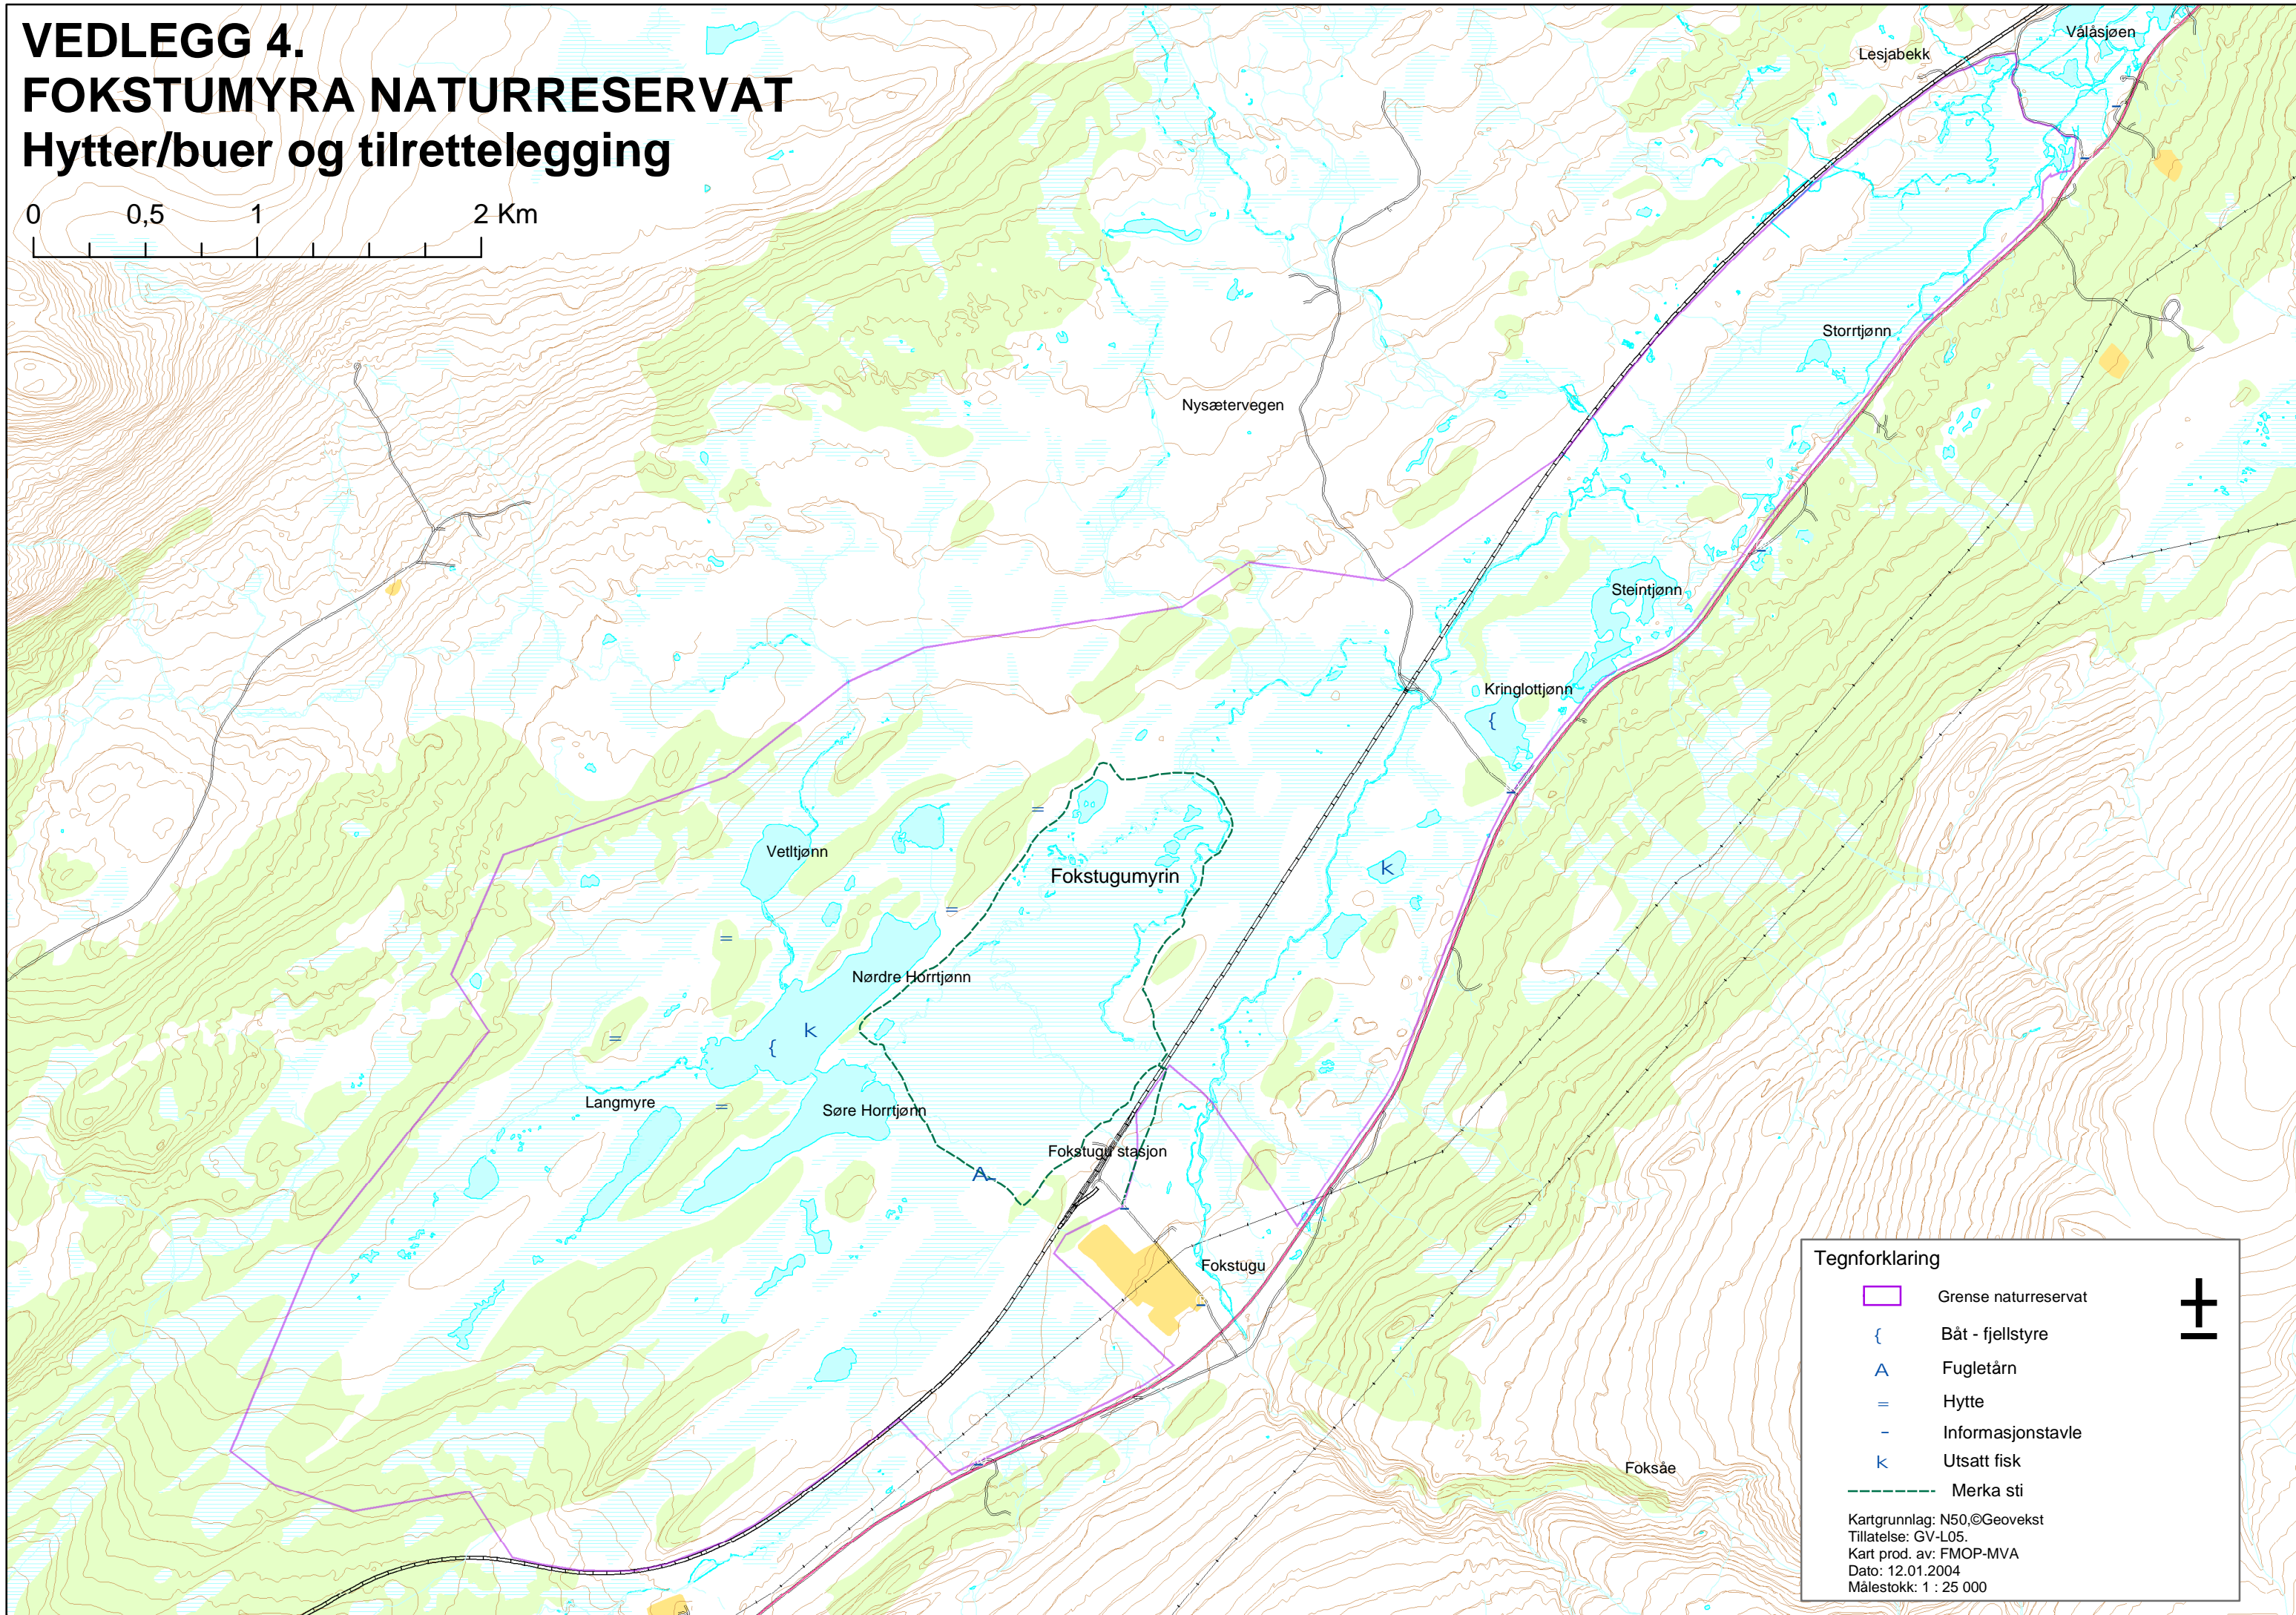 VEDLEGG 4.
FOKSTUMYRA NATURRESERVAT
Hytter/buer og tilrettelegging
0 0,5 1 2 Km
Vålåsjøen
Lesjabekk
Storrtjønn
Nysætervegen
Steintjønn
Kringlottjønn
{
=
Vetltjønn
k
Fokstugumyrin
=
=
Nørdre Horrtjønn
k
=
{
Langmyre
=
Søre Horrtjønn
Fokstugu stasjon
A
Fokstugu
Foksåe
Tegnforklaring
Grense naturreservat
{ Båt - fjellstyre
A Fugletårn
= Hytte
- Informasjonstavle
k Utsatt fisk
Merka sti
±
Kartgrunnlag: N50,©Geovekst
Tillatelse: GV-L05.
Kart prod. av: FMOP-MVA
Dato: 12.01.2004
Målestokk: 1 : 25 000